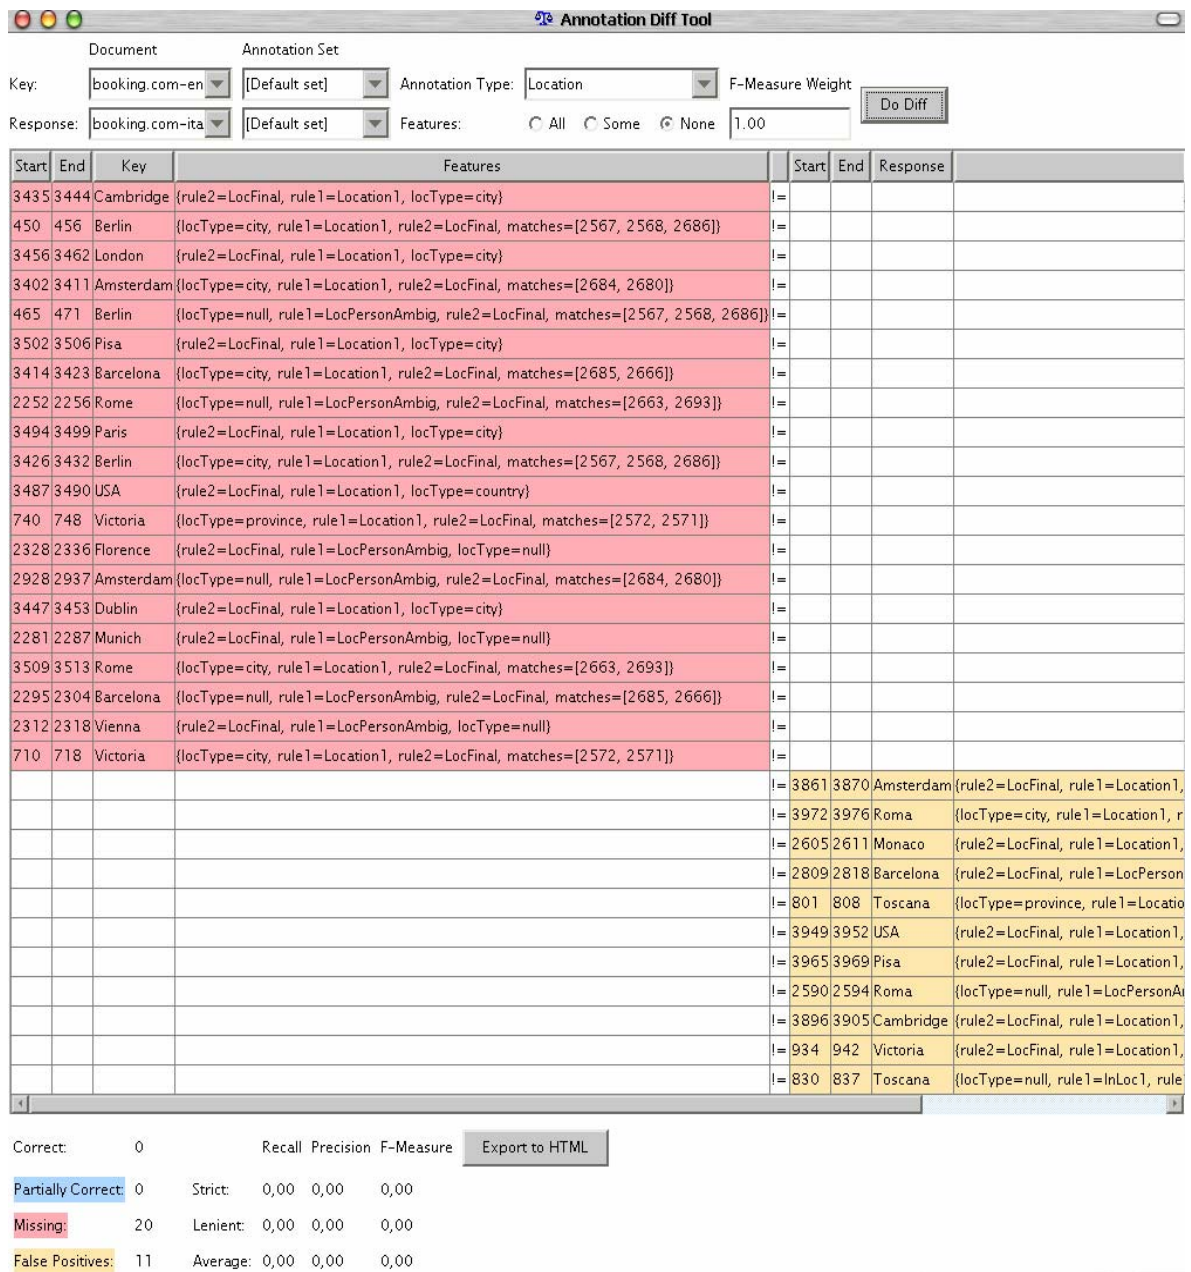 Annotation Diff Tool
Document Annotation Set
Key: booking.com-en [Default set] Annotation Type: Location F-Measure Weight
Do Diff
Response: booking.com-ita [Default set] Features: All Some None 1.00
Start End Key Features Start End Response
3435 3444 Cambridge {rule2=LocFinal, rule1=Location1, locType=city} !=
450 456 Berlin {locType=city, rule1=Location1, rule2=LocFinal, matches=[2567, 2568, 2686]} !=
3456 3462 London {rule2=LocFinal, rule1=Location1, locType=city} !=
3402 3411 Amsterdam {locType=city, rule1=Location1, rule2=LocFinal, matches=[2684, 2680]} !=
465 471 Berlin {locType=null, rule1=LocPersonAmbig, rule2=LocFinal, matches=[2567, 2568, 2686]} !=
3502 3506 Pisa {rule2=LocFinal, rule1=Location1, locType=city} !=
3414 3423 Barcelona {locType=city, rule1=Location1, rule2=LocFinal, matches=[2685, 2666]} !=
2252 2256 Rome {locType=null, rule1=LocPersonAmbig, rule2=LocFinal, matches=[2663, 2693]} !=
3494 3499 Paris {rule2=LocFinal, rule1=Location1, locType=city} !=
3426 3432 Berlin {locType=city, rule1=Location1, rule2=LocFinal, matches=[2567, 2568, 2686]} !=
3487 3490 USA {rule2=LocFinal, rule1=Location1, locType=country} !=
740 748 Victoria {locType=province, rule1=Location1, rule2=LocFinal, matches=[2572, 2571]} !=
2328 2336 Florence {rule2=LocFinal, rule1=LocPersonAmbig, locType=null} !=
2928 2937 Amsterdam {locType=null, rule1=LocPersonAmbig, rule2=LocFinal, matches=[2684, 2680]} !=
3447 3453 Dublin {rule2=LocFinal, rule1=Location1, locType=city} !=
2281 2287 Munich {rule2=LocFinal, rule1=LocPersonAmbig, locType=null} !=
3509 3513 Rome {locType=city, rule1=Location1, rule2=LocFinal, matches=[2663, 2693]} !=
2295 2304 Barcelona {locType=null, rule1=LocPersonAmbig, rule2=LocFinal, matches=[2685, 2666]} !=
2312 2318 Vienna {rule2=LocFinal, rule1=LocPersonAmbig, locType=null} !=
710 718 Victoria {locType=city, rule1=Location1, rule2=LocFinal, matches=[2572, 2571]} !=
!= 3861 3870 Amsterdam {rule2=LocFinal, rule1=Location1,
!= 3972 3976 Roma {locType=city, rule1=Location1, r
!= 2605 2611 Monaco {rule2=LocFinal, rule1=Location1,
!= 2809 2818 Barcelona {rule2=LocFinal, rule1=LocPerson
!= 801 808 Toscana {locType=province, rule1=Locatio
!= 3949 3952 USA {rule2=LocFinal, rule1=Location1,
!= 3965 3969 Pisa {rule2=LocFinal, rule1=Location1,
!= 2590 2594 Roma {locType=null, rule1=LocPersonA
!= 3896 3905 Cambridge {rule2=LocFinal, rule1=Location1,
!= 934 942 Victoria {rule2=LocFinal, rule1=Location1,
!= 830 837 Toscana {locType=null, rule1=InLoc1, rule
Correct: 0 Recall Precision F-Measure Export to HTML
Partially Correct: 0 Strict: 0,00 0,00 0,00
Missing: 20 Lenient: 0,00 0,00 0,00
False Positives: 11 Average: 0,00 0,00 0,00